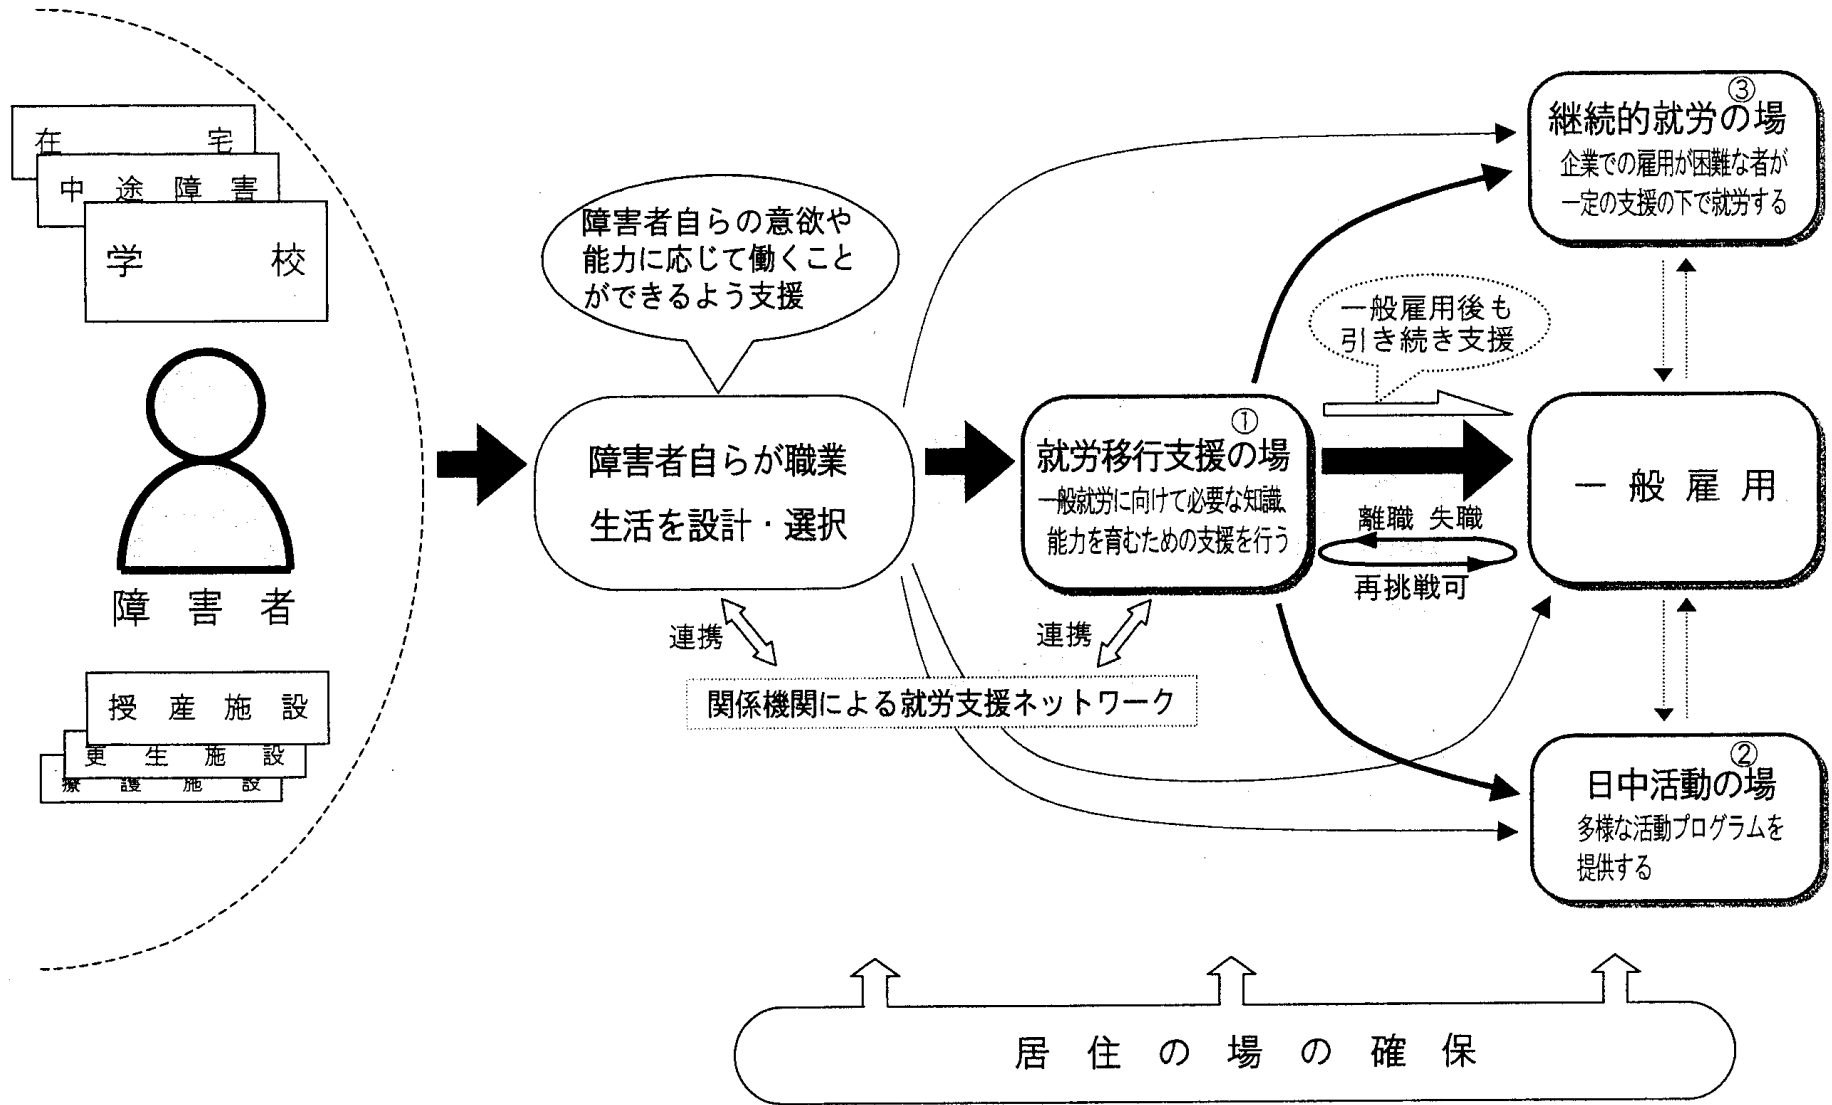 在　　　宅
中途障害
学　　　校
障害者
授産施設
更生施設
療護施設
障害者自らの意欲や
能力に応じて働くこと
ができるよう支援
障害者自らが職業
生活を設計・選択
連携
連携
関係機関による就労支援ネットワーク
①
就労移行支援の場
一般就労に向けて必要な知識、
能力を育むための支援を行う
一般雇用後も
引き続き支援
離職 失職
再挑戦可
③
継続的就労の場
企業での雇用が困難な者が
一定の支援の下で就労する
一般雇用
②
日中活動の場
多様な活動プログラムを
提供する
居住の場の確保